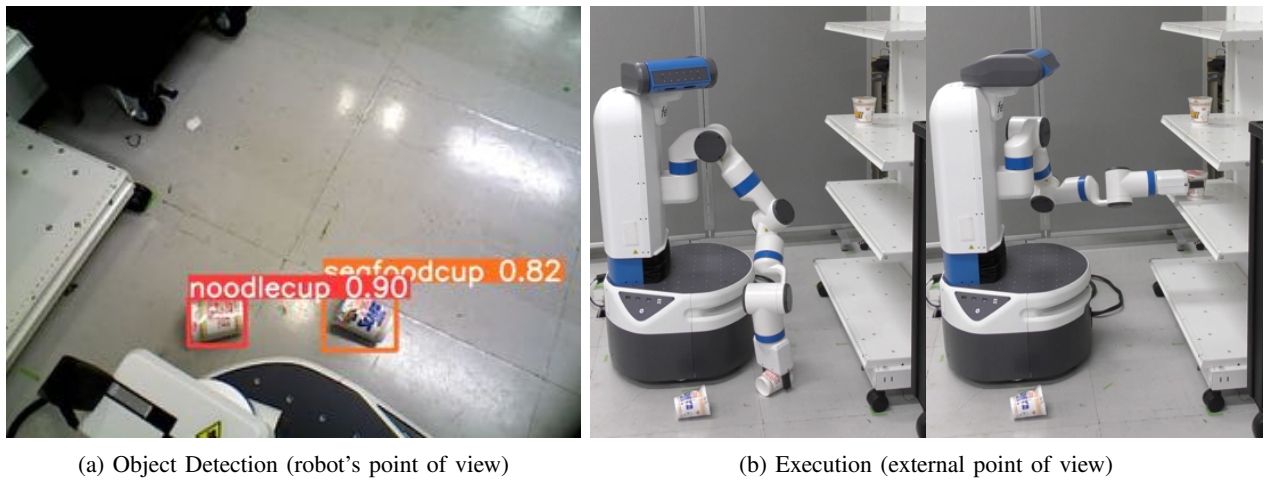 seafoodcup 0.82
noodlecup 0.90
(a) Object Detection (robot's point of view)
(b) Execution (external point of view)